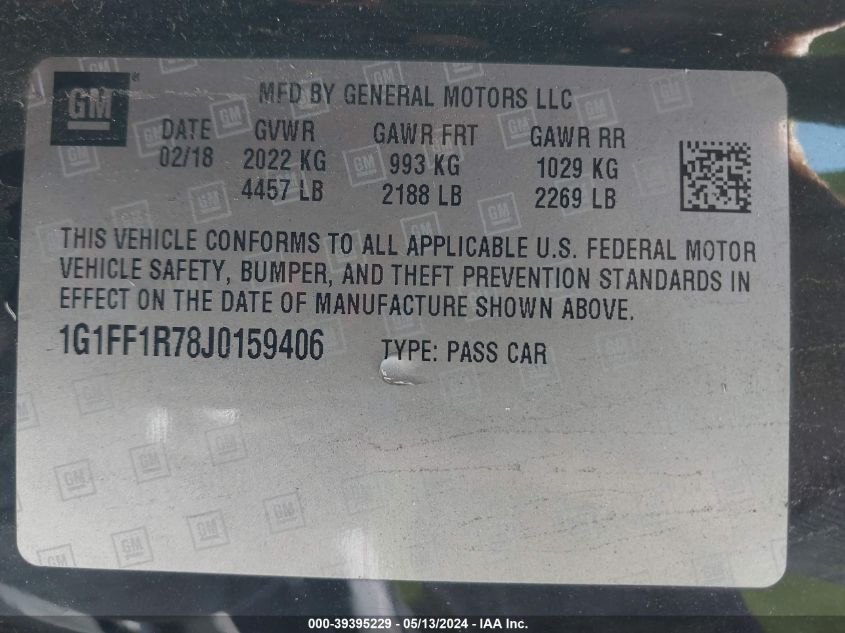 GM ®
MFD BY GENERAL MOTORS LLC
DATE GVWR GAWR FRT GAWR RR
02/18 2022 KG 993 KG 1029 KG
4457 LB 2188 LB 2269 LB
THIS VEHICLE CONFORMS TO ALL APPLICABLE U.S. FEDERAL MOTOR
VEHICLE SAFETY, BUMPER, AND THEFT PREVENTION STANDARDS IN
EFFECT ON THE DATE OF MANUFACTURE SHOWN ABOVE.
1G1FF1R78J0159406 TYPE: PASS CAR
000-39395229 - 05/13/2024 - IAA Inc.